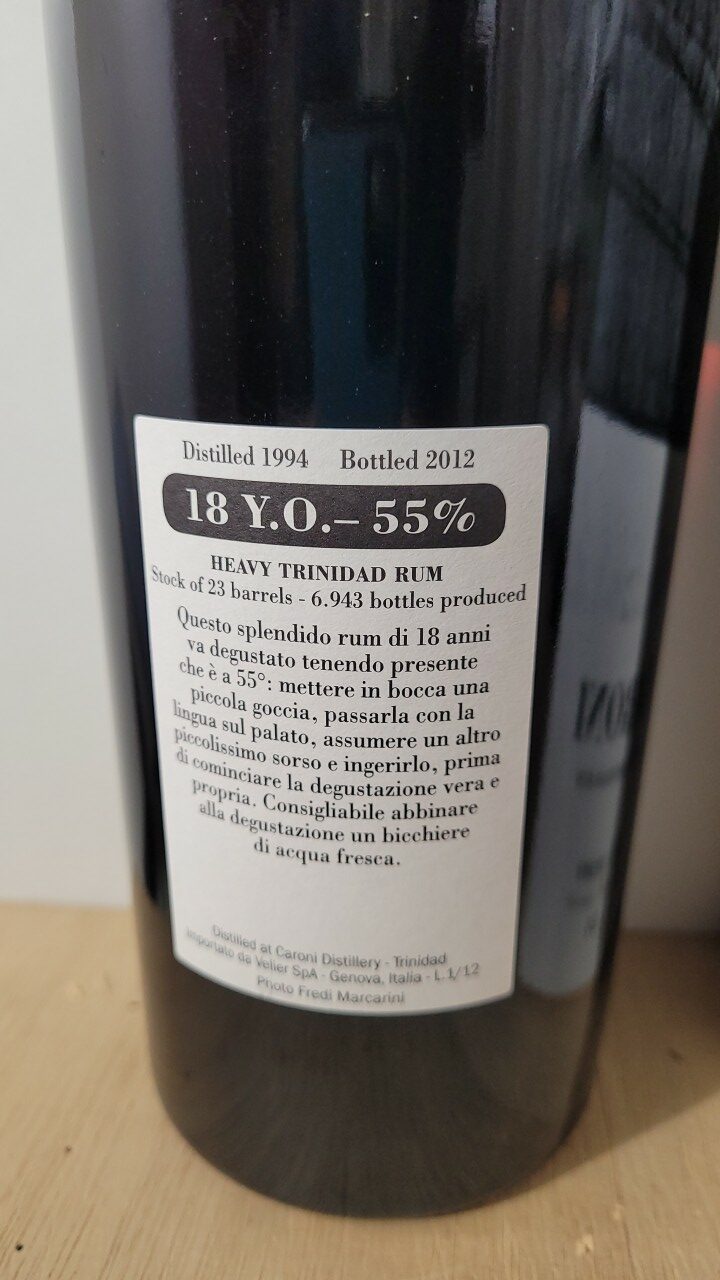 Distilled 1994 Bottled 2012
18 Y.O.– 55%
HEAVY TRINIDAD RUM
Stock of 23 barrels - 6.943 bottles produced
Questo splendido rum di 18 anni
va degustato tenendo presente
che è a 55°: mettere in bocca una
piccola goccia, passarla con la
lingua sul palato, assumere un altro
piccolissimo sorso e ingerirlo, prima
di cominciare la degustazione vera e
propria. Consigliabile abbinare
alla degustazione un bicchiere
di acqua fresca.
Distilled at Caroni Distillery - Trinidad
Importato da Velier SpA - Genova, Italia - L.1/12
Photo Fredi Marcarini